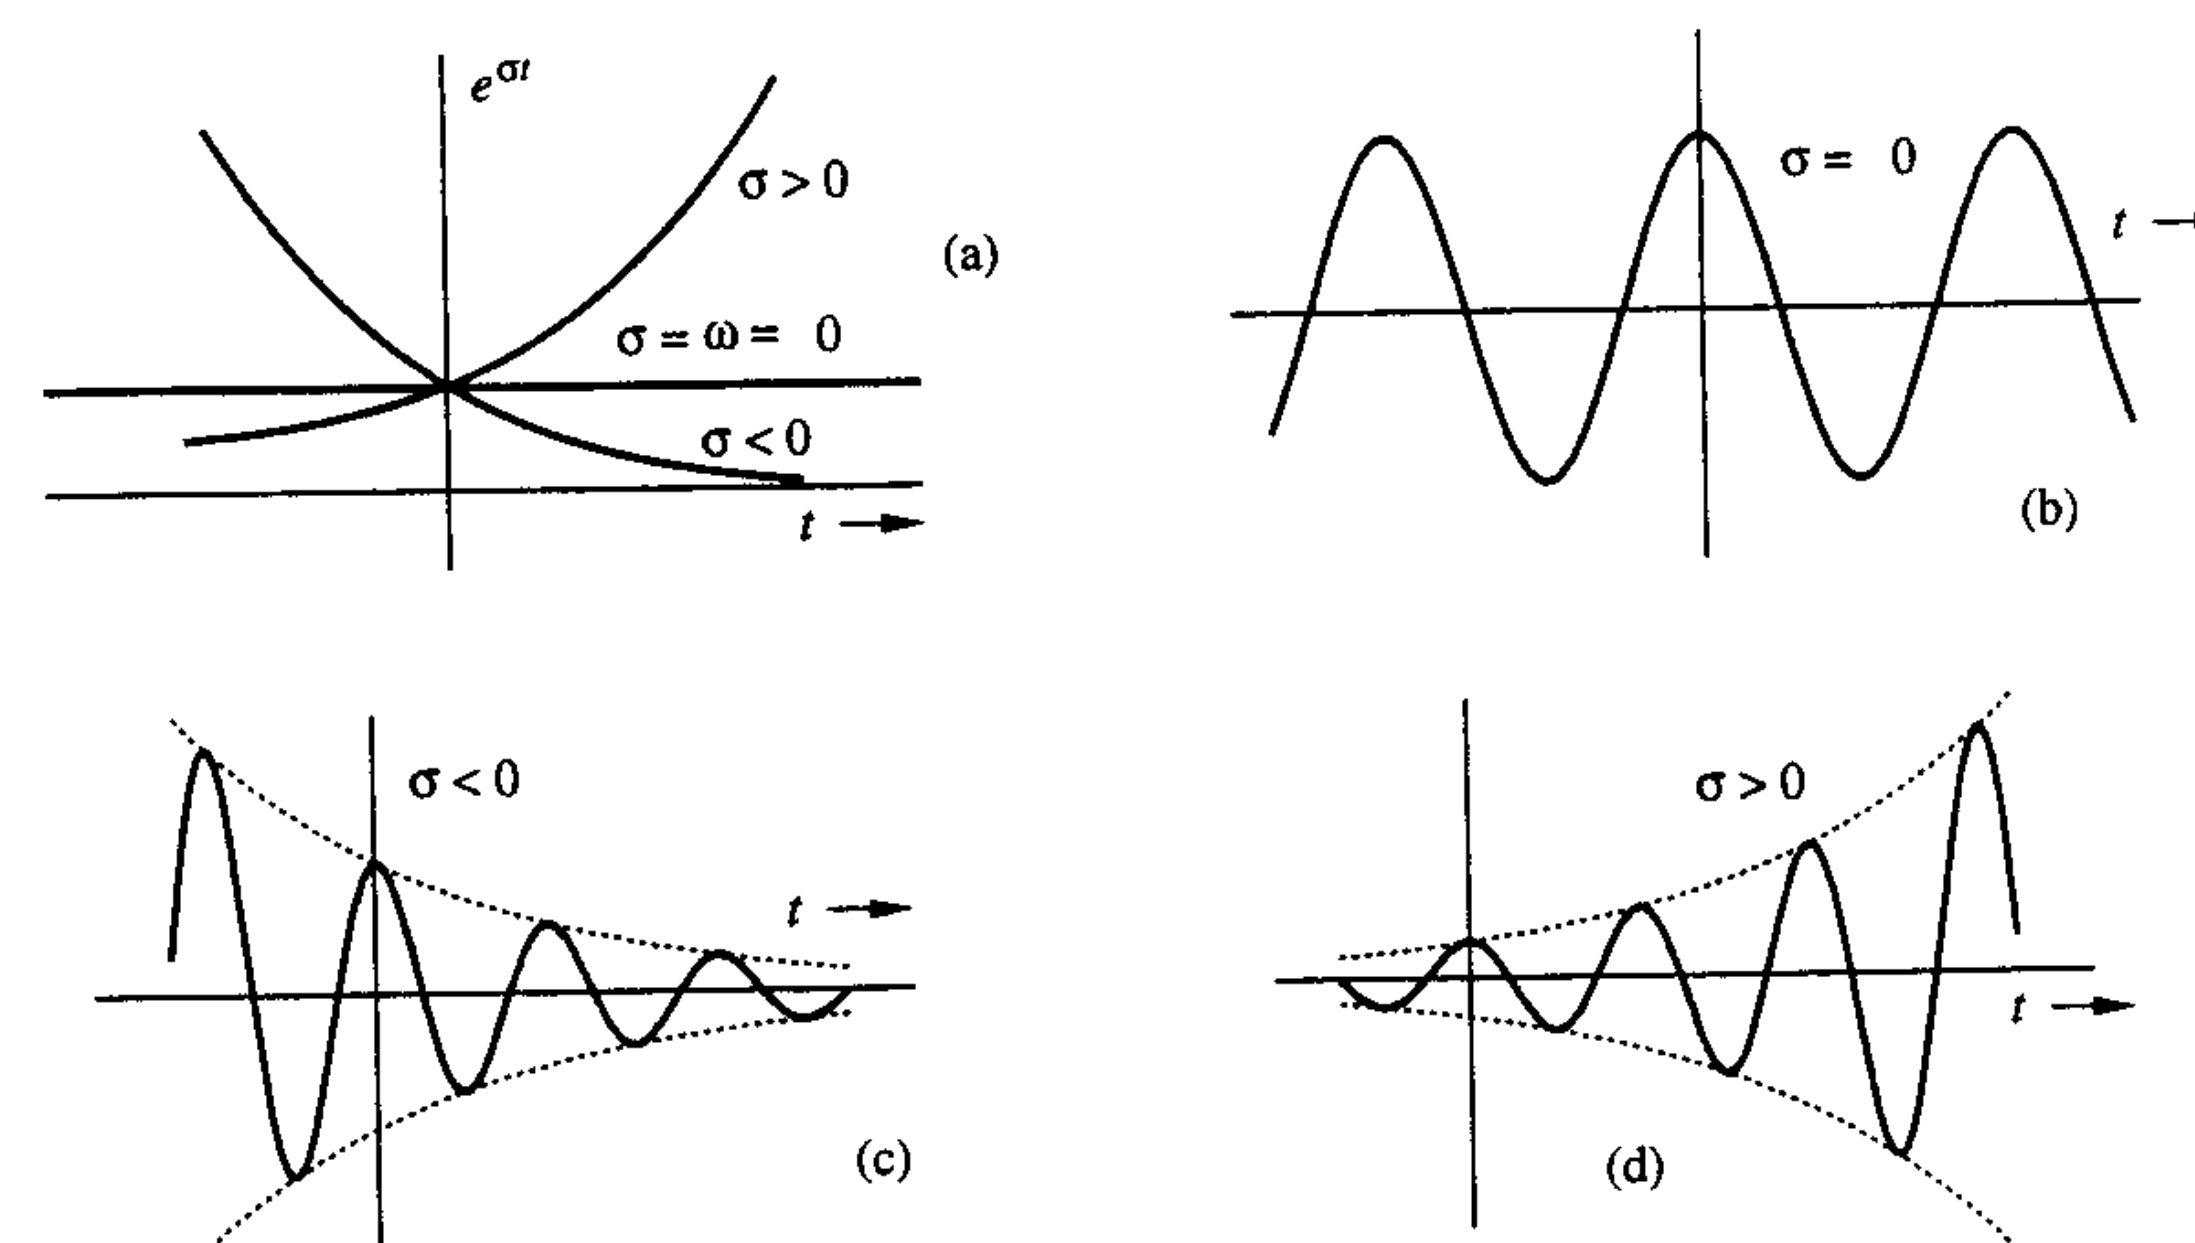 e^{σt}
σ > 0
(a)
σ = ω = 0
σ < 0
t →
σ = 0
t →
(b)
σ < 0
t →
(c)
σ > 0
t →
(d)